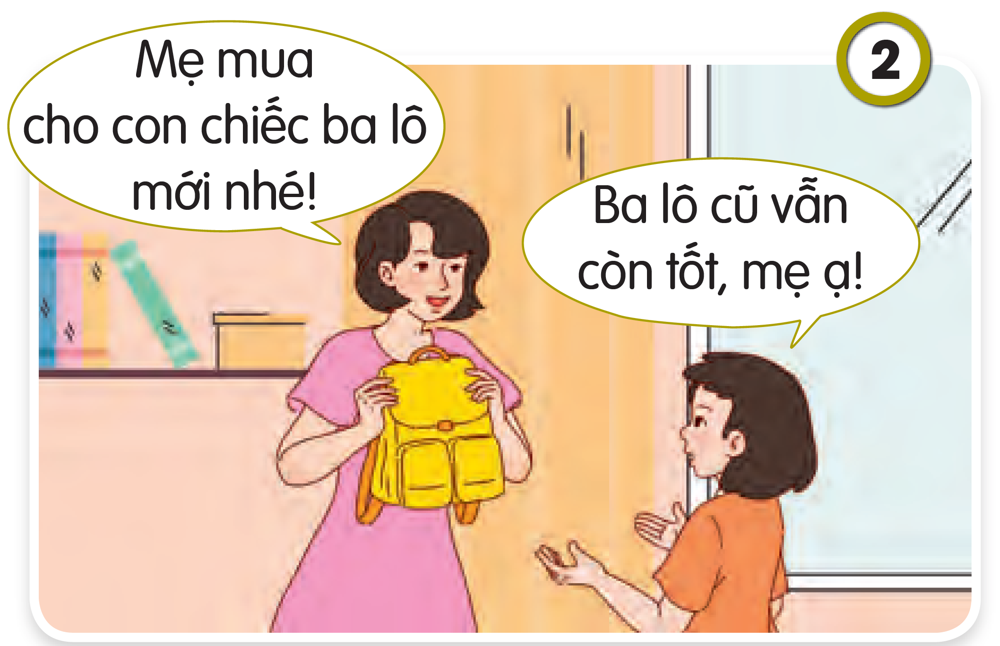 Mẹ mua
cho con chiếc ba lô
mới nhé!
2
Ba lô cũ vẫn
còn tốt, mẹ ạ!